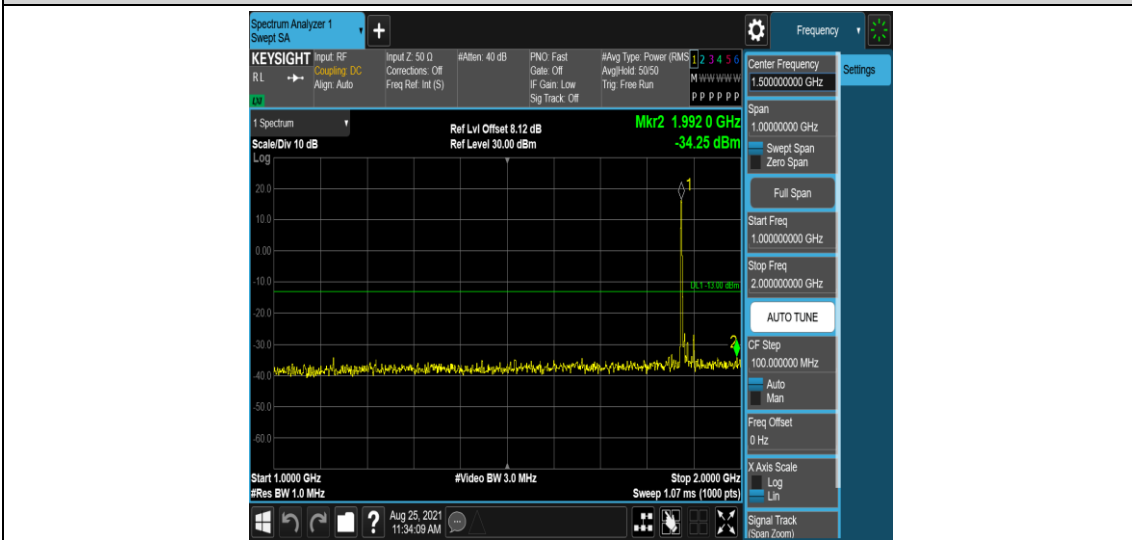 Spectrum Analyzer 1
Swept SA
+
Frequency
KEYSIGHT
RL
Input: RF
Coupling: DC
Align: Auto
Input Z: 50 Ω
Corrections: Off
Freq Ref: Int (S)
#Atten: 40 dB
PNO: Fast
Gate: Off
IF Gain: Low
Sig Track: Off
#Avg Type: Power (RMS
Avg|Hold: 50/50
Trig: Free Run
1 2 3 4 5 6
M W W W W W
P P P P P P
1 Spectrum
Scale/Div 10 dB
Log
Ref Lvl Offset 8.12 dB
Ref Level 30.00 dBm
Mkr2 1.992 0 GHz
-34.25 dBm
20.0
10.0
0.00
-10.0
-20.0
-30.0
-40.0
-50.0
-60.0
1
DL1 -13.00 dBm
2
Start 1.0000 GHz
#Res BW 1.0 MHz
#Video BW 3.0 MHz
Stop 2.0000 GHz
Sweep 1.07 ms (1000 pts)
?
Aug 25, 2021
11:34:09 AM
Center Frequency
1.500000000 GHz
Settings
Span
1.00000000 GHz
Swept Span
Zero Span
Full Span
Start Freq
1.000000000 GHz
Stop Freq
2.000000000 GHz
AUTO TUNE
CF Step
100.000000 MHz
Auto
Man
Freq Offset
0 Hz
X Axis Scale
Log
Lin
Signal Track
(Span Zoom)